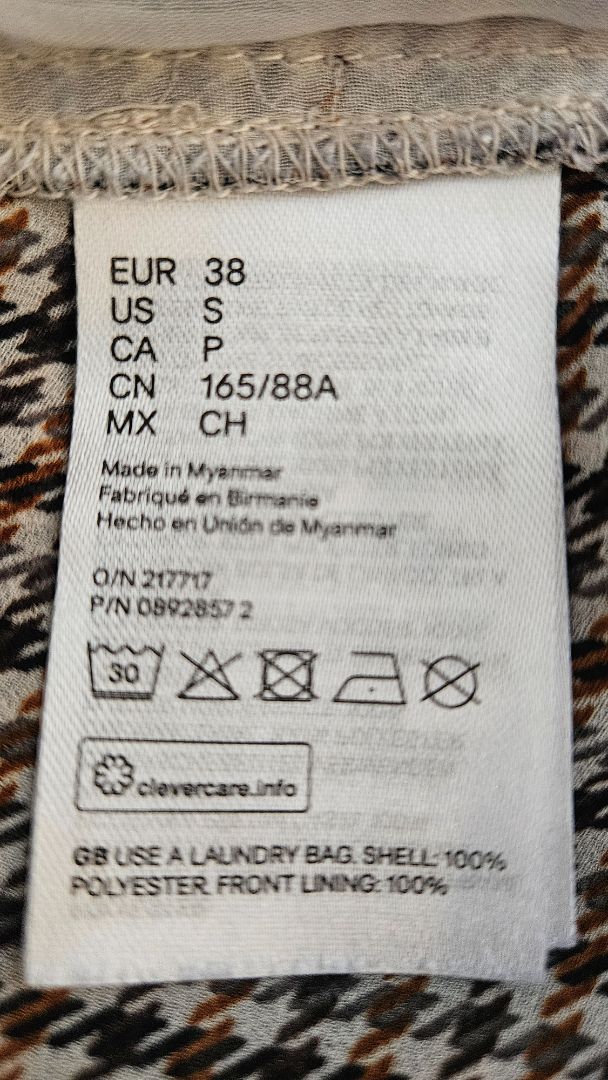 EUR 38
US S
CA P
CN 165/88A
MX CH
Made in Myanmar
Fabriqué en Birmanie
Hecho en Unión de Myanmar
O/N 217717
P/N 0892857 2
30
clevercare.info
GB USE A LAUNDRY BAG. SHELL: 100%
POLYESTER. FRONT LINING: 100%